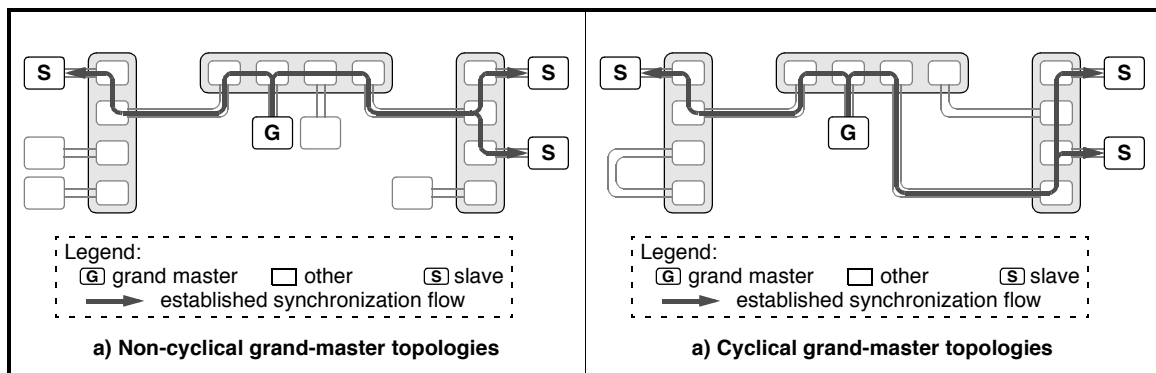 S
S
G
S
Legend:
G grand master other S slave
established synchronization flow
a) Non-cyclical grand-master topologies
S
S
G
S
Legend:
G grand master other S slave
established synchronization flow
a) Cyclical grand-master topologies